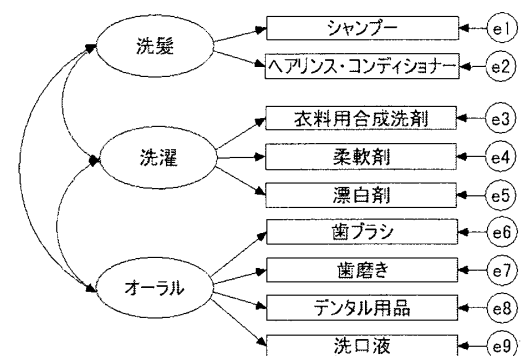 シャンプー
e1
洗髪
ヘアリンス・コンディショナー
e2
衣料用合成洗剤
e3
洗濯
柔軟剤
e4
漂白剤
e5
歯ブラシ
e6
歯磨き
e7
オーラル
デンタル用品
e8
洗口液
e9